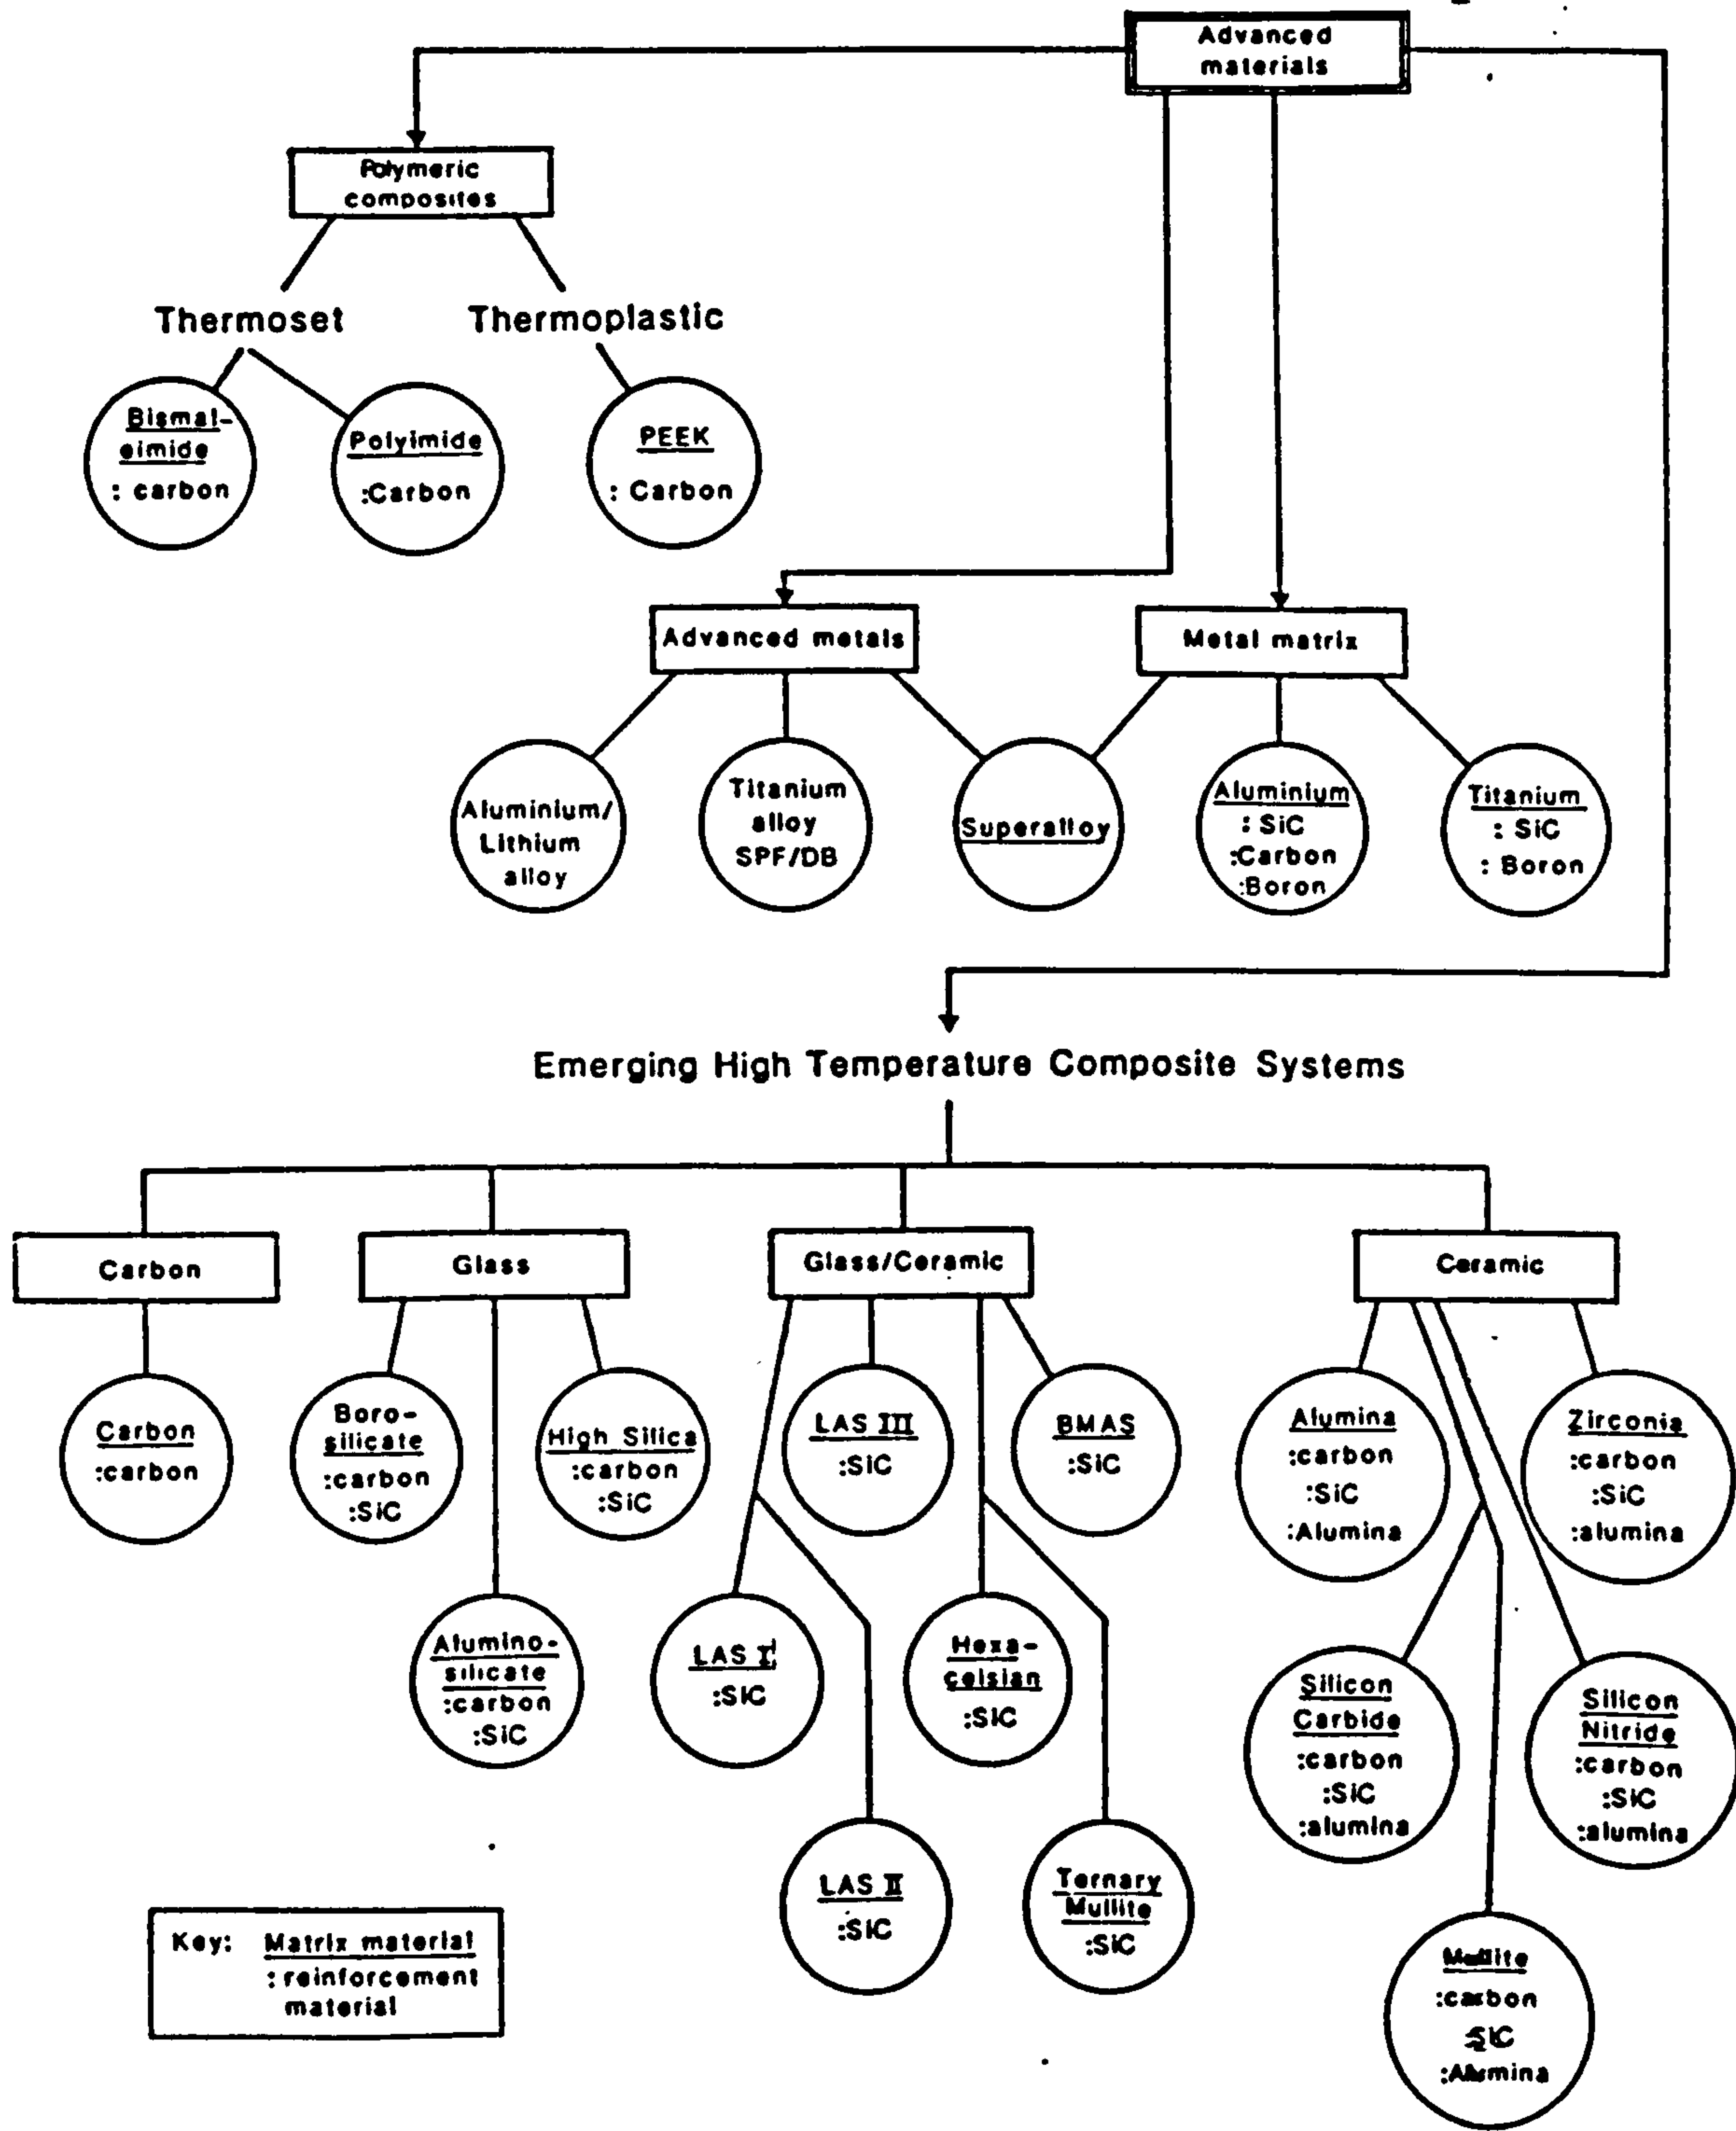 Advanced
materials
Polymeric
composites
Thermoset
Thermoplastic
Bismal-
eimide
: carbon
Polyimide
:Carbon
PEEK
: Carbon
Advanced metals
Metal matrix
Aluminium/
Lithium
alloy
Titanium
alloy
SPF/DB
Superalloy
Aluminium
: SiC
:Carbon
:Boron
Titanium
: SiC
: Boron
Emerging High Temperature Composite Systems
Carbon
Glass
Glass/Ceramic
Ceramic
Carbon
:carbon
Boro-
silicate
:carbon
:SiC
High Silica
:carbon
:SiC
LAS III
:SiC
BMAS
:SiC
Alumina
:carbon
:SiC
:Alumina
Zirconia
:carbon
:SiC
:alumina
Alumino-
silicate
:carbon
:SiC
LAS I
:SiC
Hexa-
celsian
:SiC
Silicon
Carbide
:carbon
:SiC
:alumina
Silicon
Nitride
:carbon
:SiC
:alumina
LAS II
:SiC
Ternary
Mullite
:SiC
Mullite
:carbon
:SiC
:Alumina
Key: Matrix material
: reinforcement
material